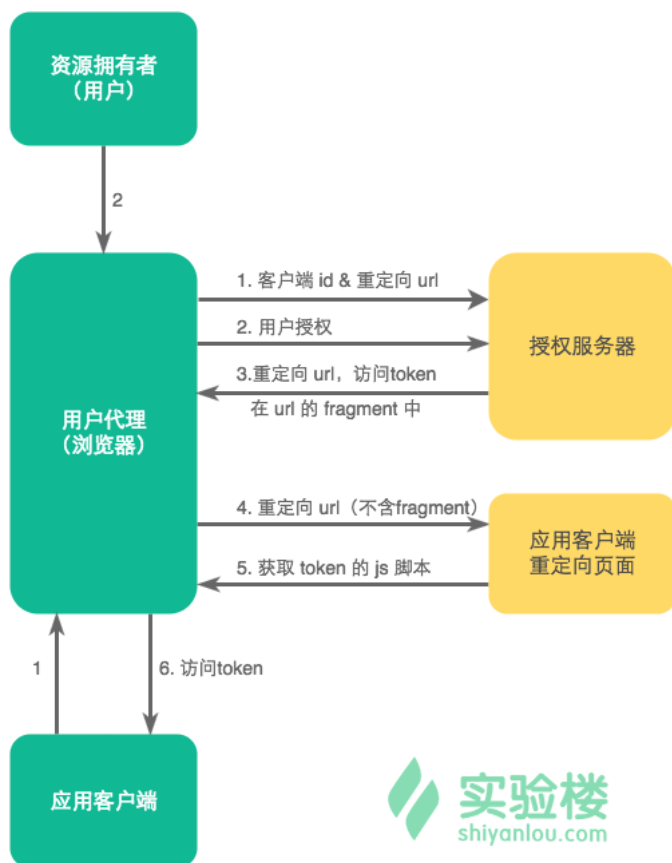 资源拥有者
（用户）
2
1. 客户端 id & 重定向 url
2. 用户授权
授权服务器
3.重定向 url，访问token
在 url 的 fragment 中
用户代理
（浏览器）
4. 重定向 url（不含fragment）
应用客户端
重定向页面
5. 获取 token 的 js 脚本
1
6. 访问token
应用客户端
实验楼
shiyanlou.com